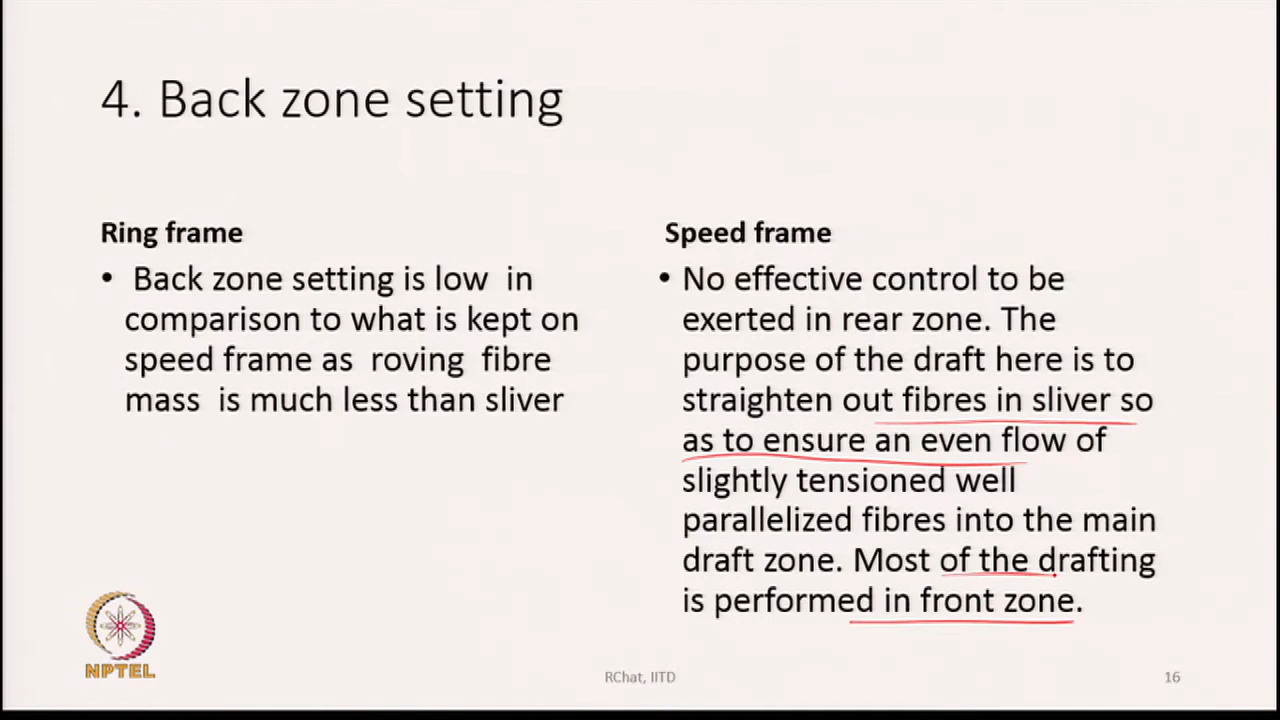 4. Back zone setting
Ring frame
• Back zone setting is low in
comparison to what is kept on
speed frame as roving fibre
mass is much less than sliver
Speed frame
• No effective control to be
exerted in rear zone. The
purpose of the draft here is to
straighten out fibres in sliver so
as to ensure an even flow of
slightly tensioned well
parallelized fibres into the main
draft zone. Most of the drafting
is performed in front zone.
NPTEL
RChat, IITD
16